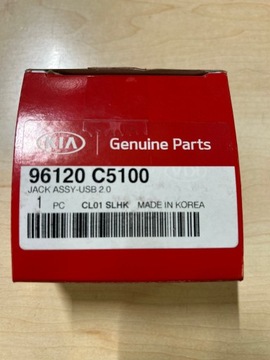 KIA Genuine Parts
96120 C5100
JACK ASSY-USB 2.0
1 PC CL01 SLHK MADE IN KOREA